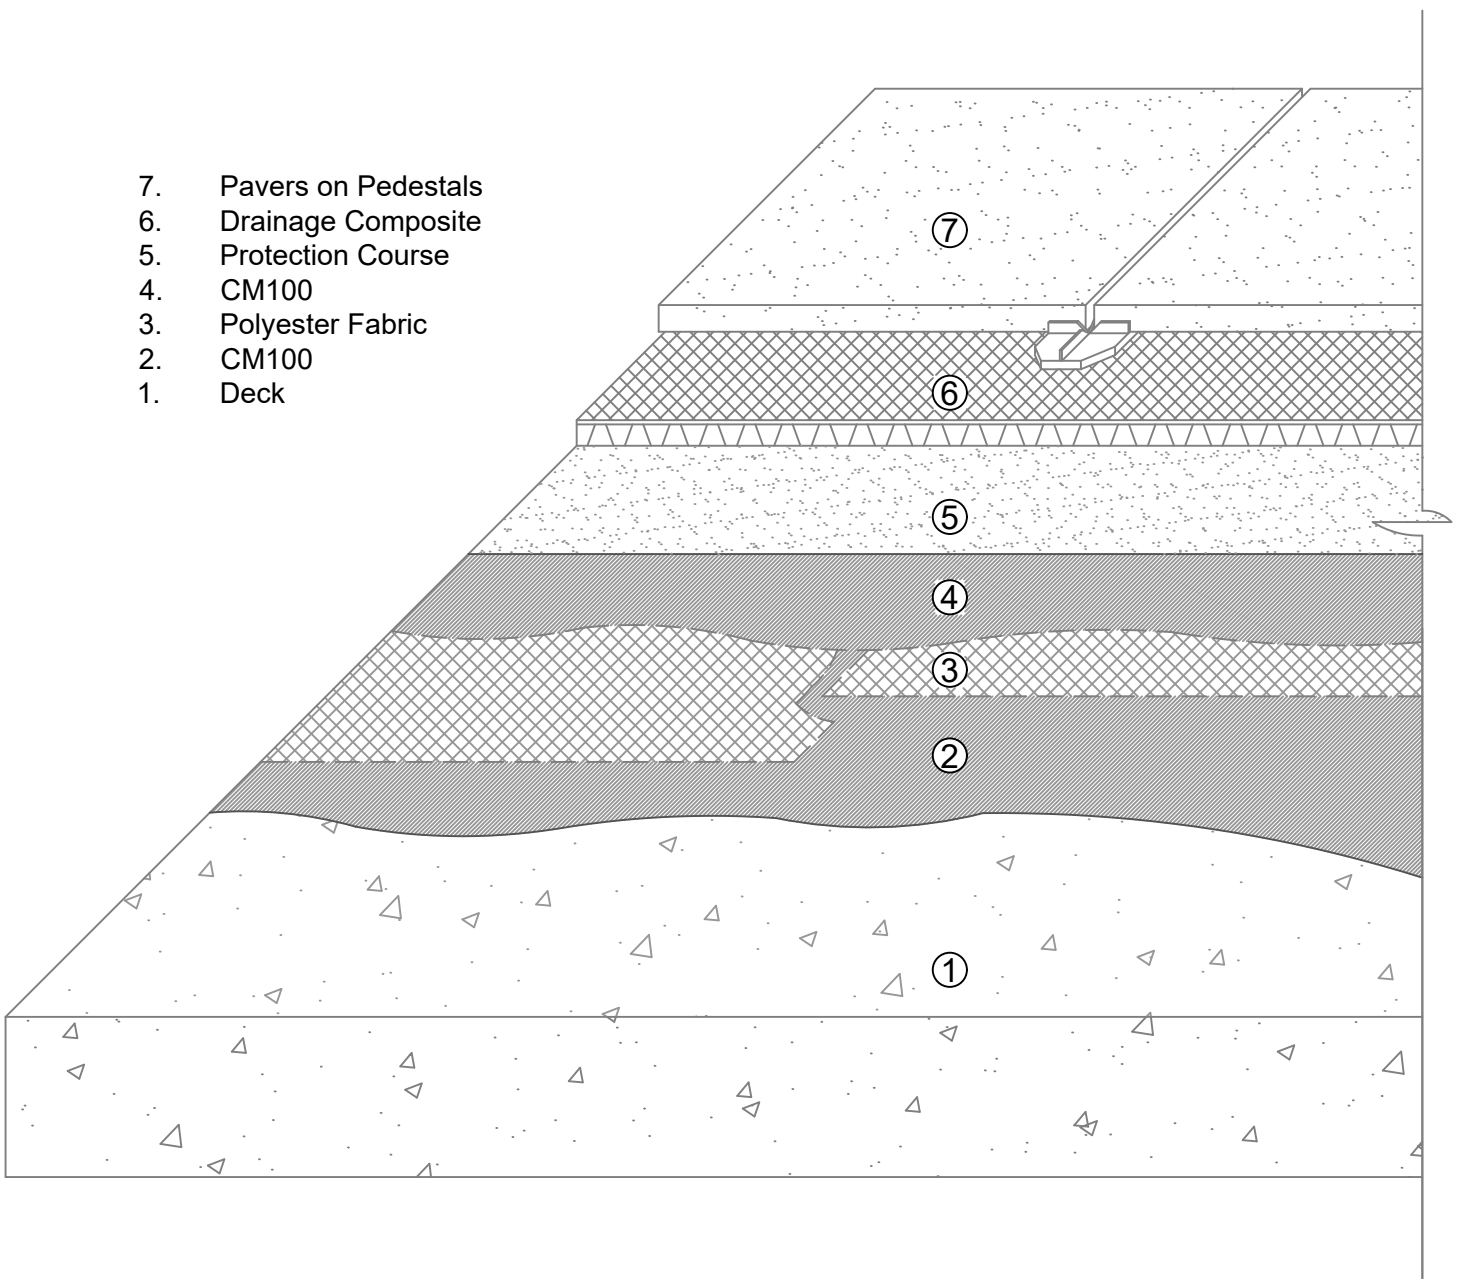 7. Pavers on Pedestals
6. Drainage Composite
5. Protection Course
4. CM100
3. Polyester Fabric
2. CM100
1. Deck
7
6
5
4
3
2
1